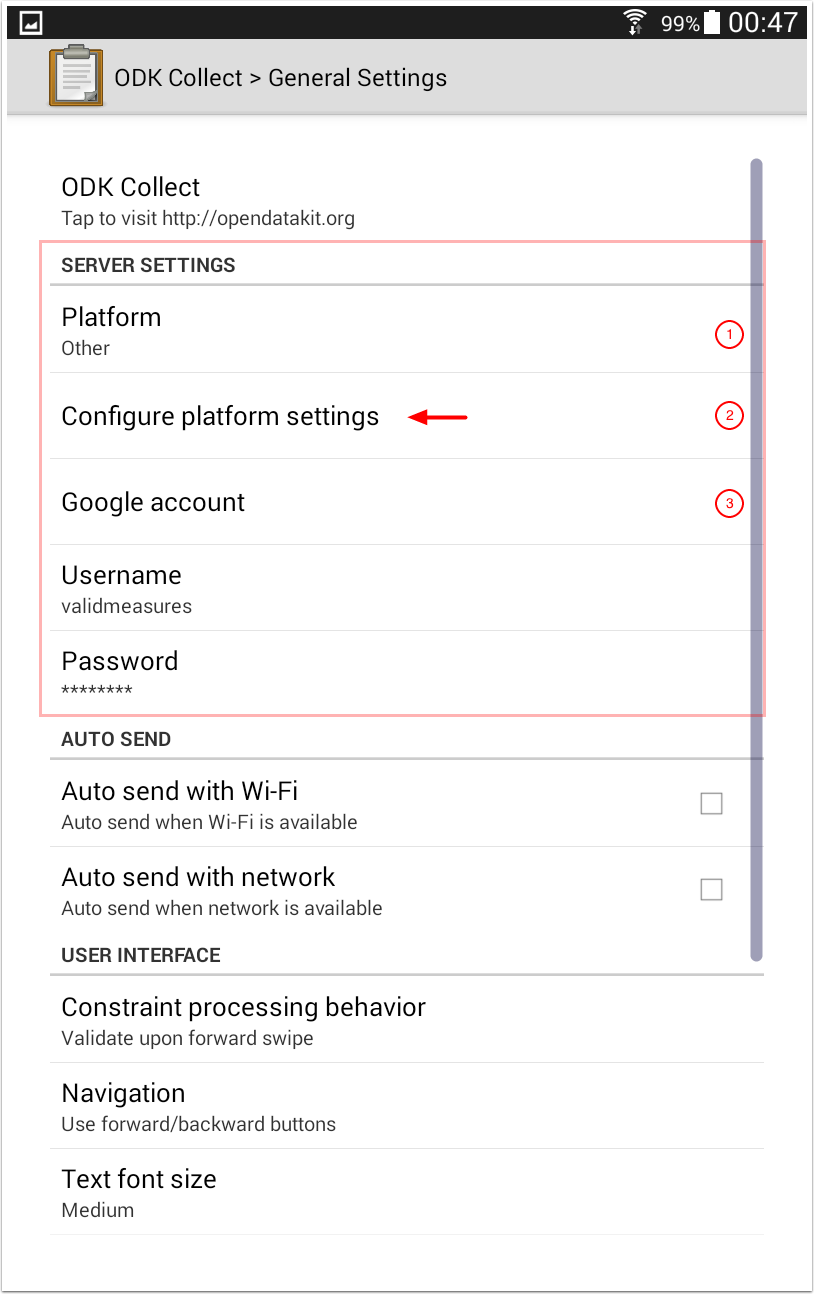 99% 00:47
ODK Collect > General Settings
ODK Collect
Tap to visit http://opendatakit.org
SERVER SETTINGS
Platform
Other
1
Configure platform settings
2
Google account
3
Username
validmeasures
Password
********
AUTO SEND
Auto send with Wi-Fi
Auto send when Wi-Fi is available
Auto send with network
Auto send when network is available
USER INTERFACE
Constraint processing behavior
Validate upon forward swipe
Navigation
Use forward/backward buttons
Text font size
Medium